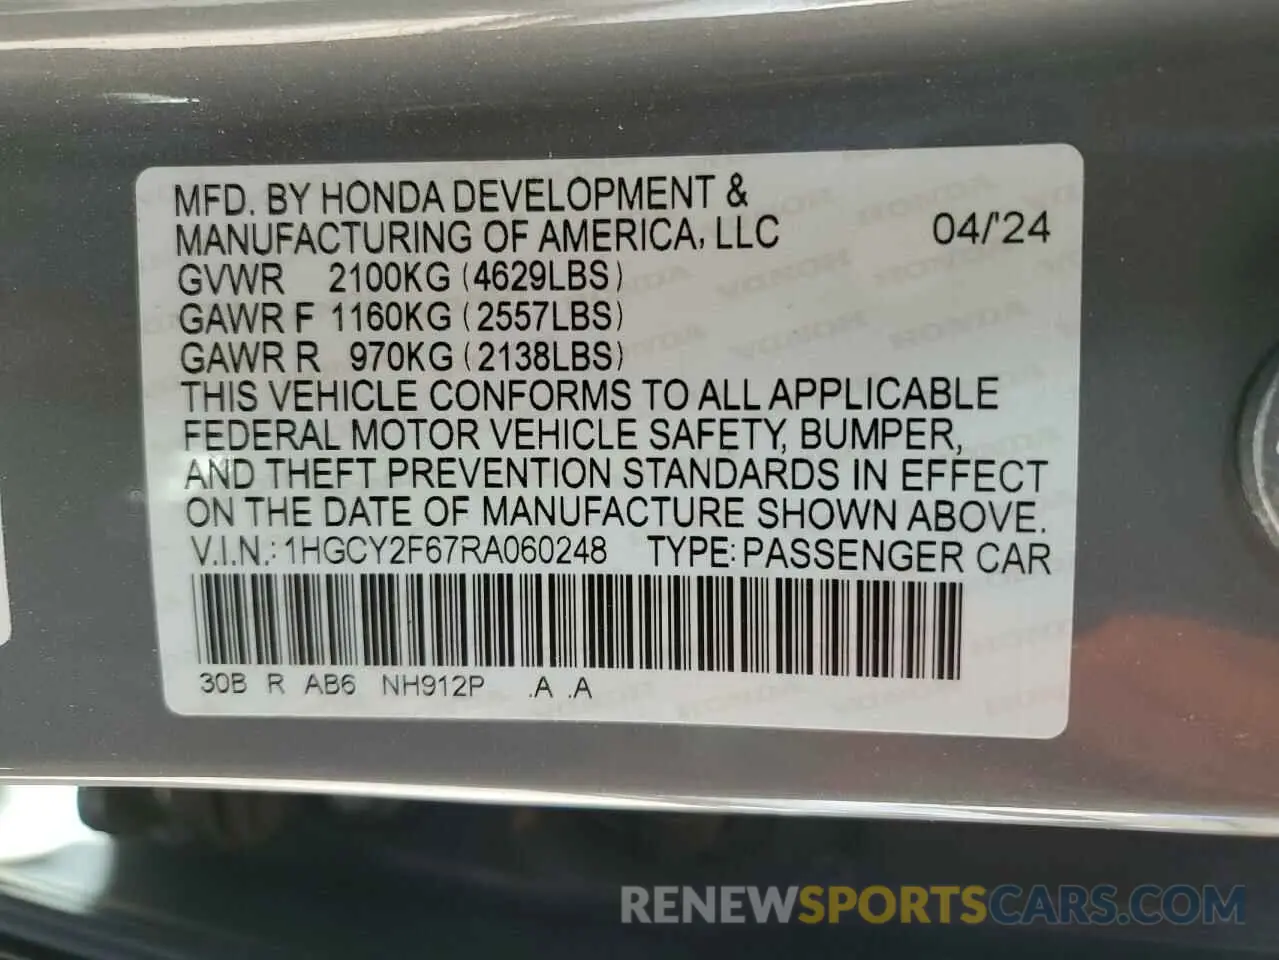 MFD. BY HONDA DEVELOPMENT &
MANUFACTURING OF AMERICA, LLC 04/'24
GVWR 2100KG (4629LBS)
GAWR F 1160KG (2557LBS)
GAWR R 970KG (2138LBS)
THIS VEHICLE CONFORMS TO ALL APPLICABLE
FEDERAL MOTOR VEHICLE SAFETY, BUMPER,
AND THEFT PREVENTION STANDARDS IN EFFECT
ON THE DATE OF MANUFACTURE SHOWN ABOVE.
V.I.N.: 1HGCY2F67RA060248 TYPE: PASSENGER CAR
30B R AB6 NH912P .A .A
RENEWSPORTSCARS.COM